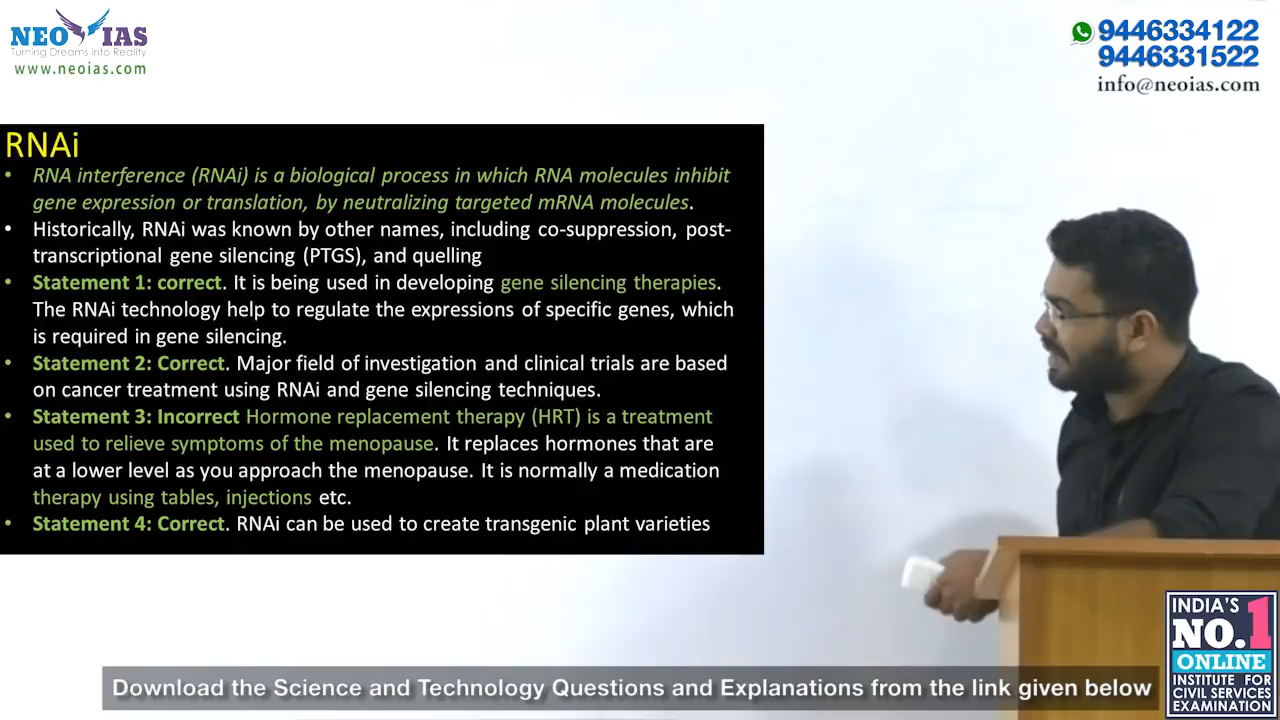 NEO IAS
Turning Dreams into Reality
www.neoias.com
9446334122
9446331522
info@neoias.com
RNAi
• RNA interference (RNAi) is a biological process in which RNA molecules inhibit
gene expression or translation, by neutralizing targeted mRNA molecules.
• Historically, RNAi was known by other names, including co-suppression, post-
transcriptional gene silencing (PTGS), and quelling
• Statement 1: correct. It is being used in developing gene silencing therapies.
The RNAi technology help to regulate the expressions of specific genes, which
is required in gene silencing.
• Statement 2: Correct. Major field of investigation and clinical trials are based
on cancer treatment using RNAi and gene silencing techniques.
• Statement 3: Incorrect Hormone replacement therapy (HRT) is a treatment
used to relieve symptoms of the menopause. It replaces hormones that are
at a lower level as you approach the menopause. It is normally a medication
therapy using tables, injections etc.
• Statement 4: Correct. RNAi can be used to create transgenic plant varieties
INDIA'S
NO.1
ONLINE
INSTITUTE FOR
CIVIL SERVICES
EXAMINATION
Download the Science and Technology Questions and Explanations from the link given below